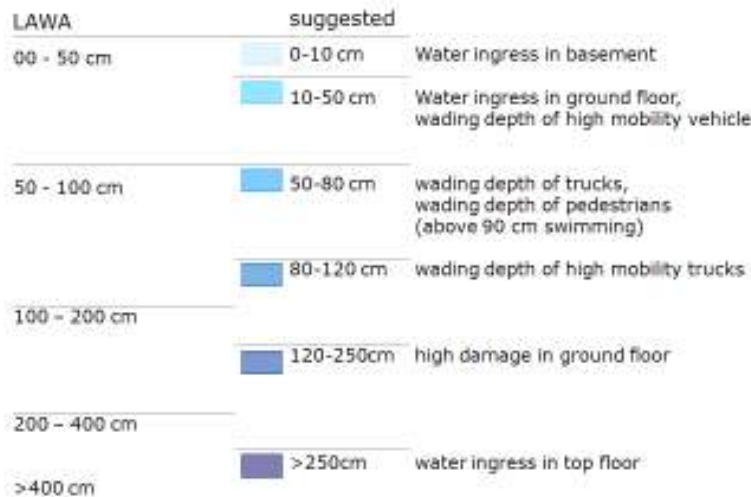 LAWA suggested
00 - 50 cm 0-10 cm Water ingress in basement
10-50 cm Water ingress in ground floor,
wading depth of high mobility vehicle
50 - 100 cm 50-80 cm wading depth of trucks,
wading depth of pedestrians
(above 90 cm swimming)
80-120 cm wading depth of high mobility trucks
100 – 200 cm
120-250cm high damage in ground floor
200 – 400 cm
>250cm water ingress in top floor
>400 cm